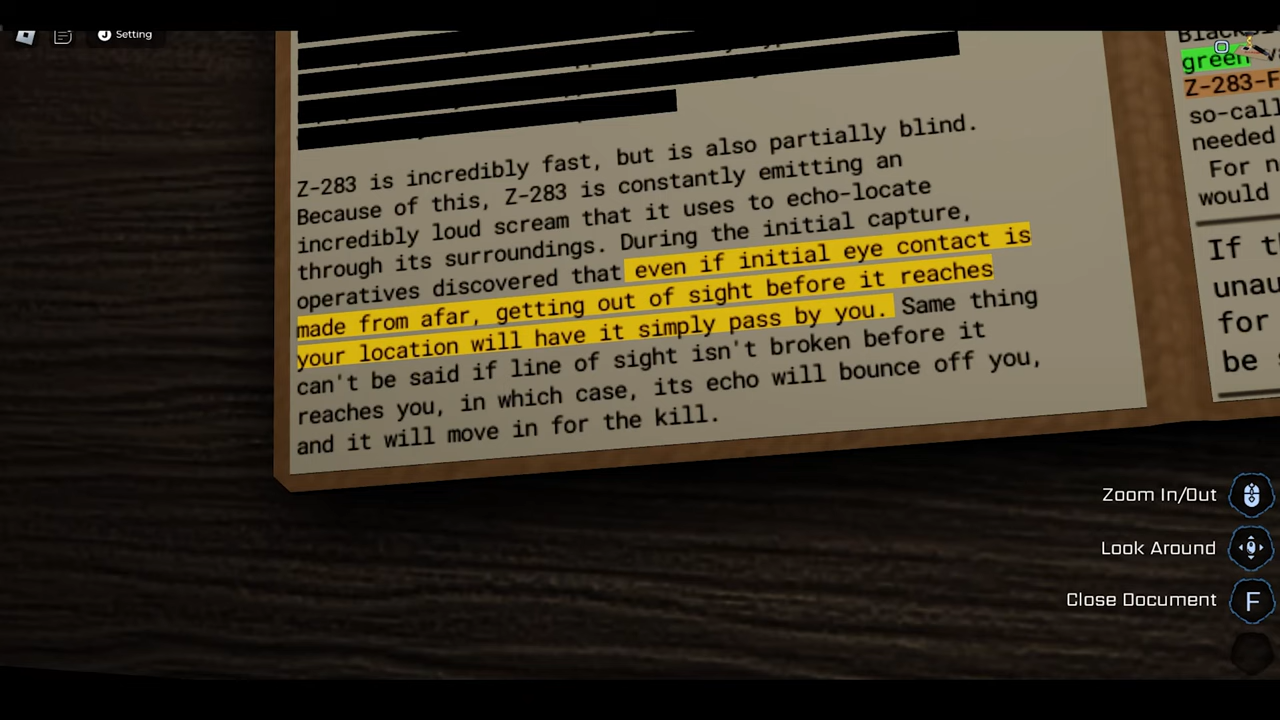 Setting
Z-283 is incredibly fast, but is also partially blind.
Because of this, Z-283 is constantly emitting an
incredibly loud scream that it uses to echo-locate
through its surroundings. During the initial capture,
operatives discovered that even if initial eye contact is
made from afar, getting out of sight before it reaches
your location will have it simply pass by you. Same thing
can't be said if line of sight isn't broken before it
reaches you, in which case, its echo will bounce off you,
and it will move in for the kill.
green
Z-283-F
so-call
needed
For n
would
If t
unau
for
be
Zoom In/Out
Look Around
Close Document
F